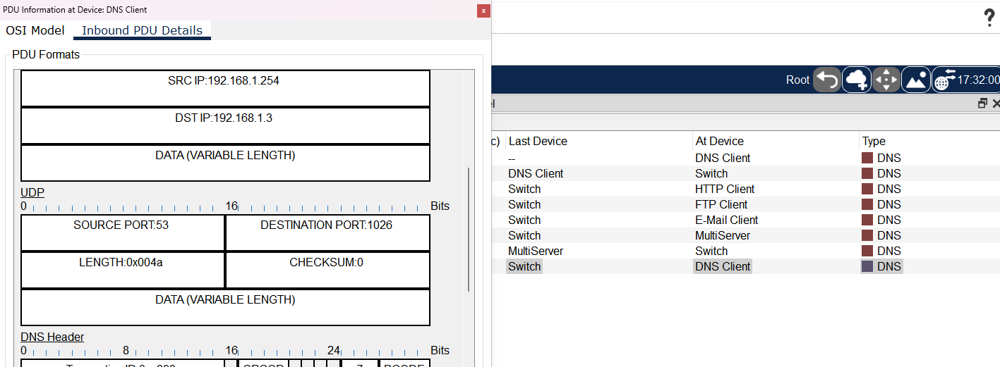 PDU Information at Device: DNS Client
x
OSI Model Inbound PDU Details
PDU Formats
SRC IP:192.168.1.254
DST IP:192.168.1.3
DATA (VARIABLE LENGTH)
UDP
0 16 Bits
SOURCE PORT:53 DESTINATION PORT:1026
LENGTH:0x004a CHECKSUM:0
DATA (VARIABLE LENGTH)
DNS Header
0 8 16 24 Bits
?
Root 17:32:00
c) Last Device At Device Type
-- DNS Client DNS
DNS Client Switch DNS
Switch HTTP Client DNS
Switch FTP Client DNS
Switch E-Mail Client DNS
Switch MultiServer DNS
MultiServer Switch DNS
Switch DNS Client DNS